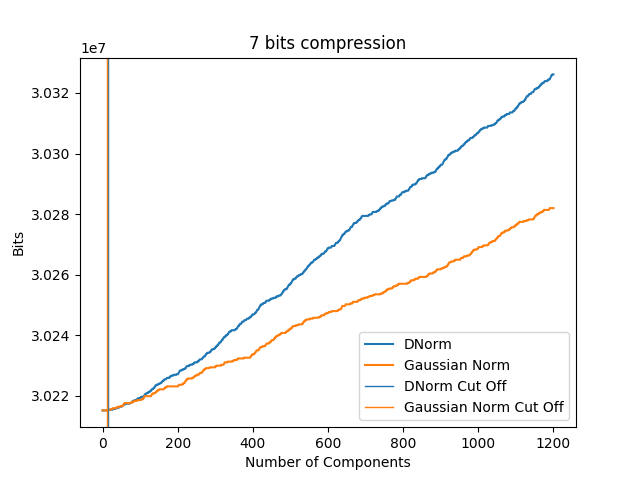 7 bits compression
1e7
3.032
3.030
3.028
3.026
3.024
3.022
Bits
0 200 400 600 800 1000 1200
Number of Components
DNorm
Gaussian Norm
DNorm Cut Off
Gaussian Norm Cut Off